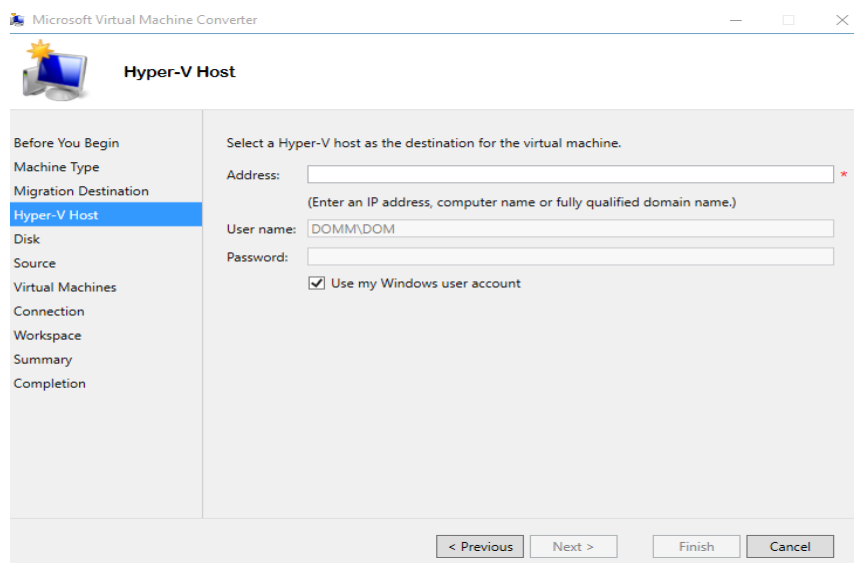 Microsoft Virtual Machine Converter
Hyper-V Host
Before You Begin
Machine Type
Migration Destination
Hyper-V Host
Disk
Source
Virtual Machines
Connection
Workspace
Summary
Completion
Select a Hyper-V host as the destination for the virtual machine.
Address: *
(Enter an IP address, computer name or fully qualified domain name.)
User name: DOMM\DOM
Password:
Use my Windows user account
< Previous Next > Finish Cancel